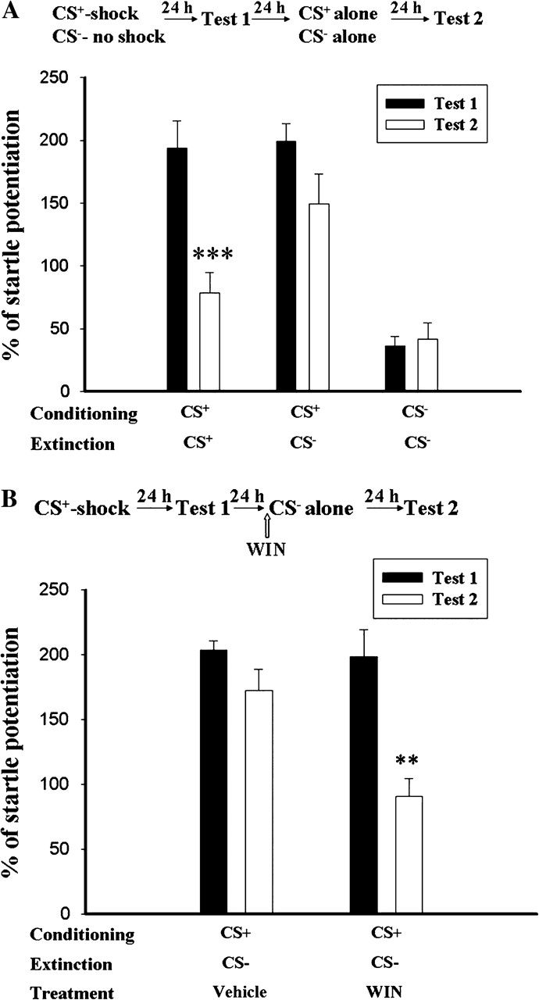 A
CS+-shock 24 h Test 1 24 h CS+ alone 24 h Test 2
CS-- no shock CS- alone
250
200
150
100
50
0
% of startle potentiation
Test 1
Test 2
***
Conditioning CS+ CS+ CS-
Extinction CS+ CS- CS-
B
CS+-shock 24 h Test 1 24 h CS- alone 24 h Test 2
WIN
250
200
150
100
50
0
% of startle potentiation
Test 1
Test 2
**
Conditioning CS+ CS+
Extinction CS- CS-
Treatment Vehicle WIN